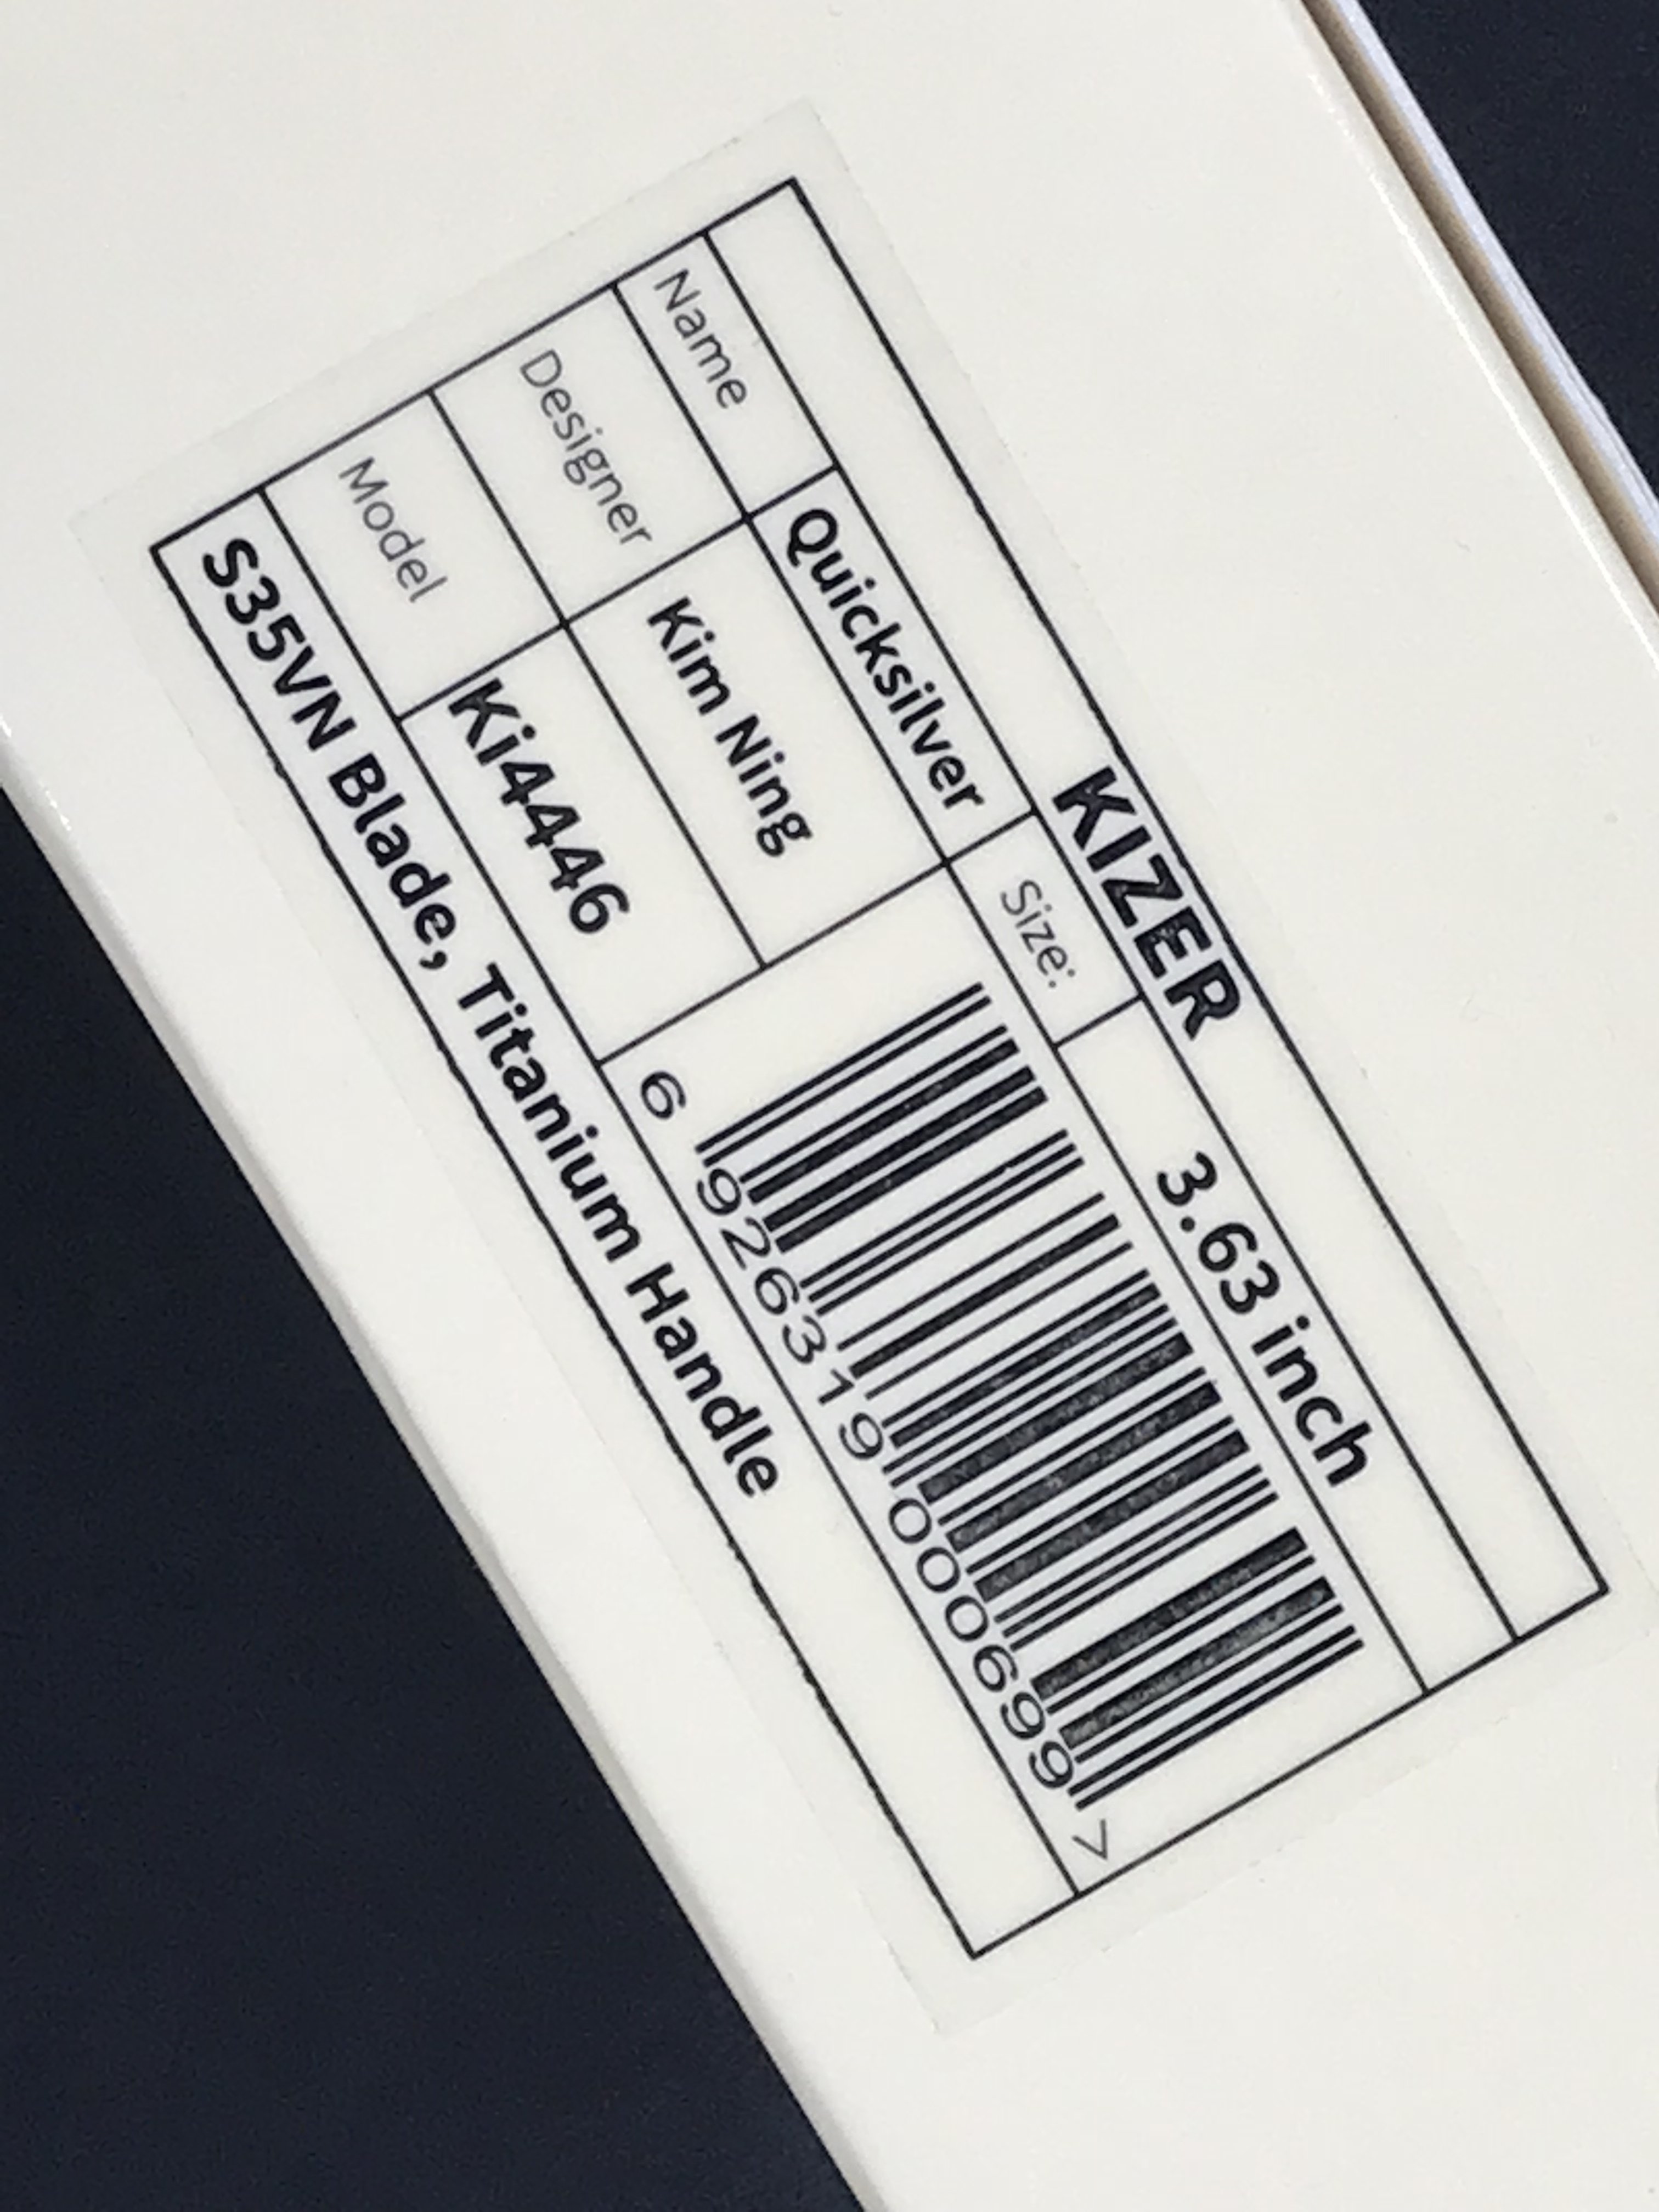 KIZER
Name Quicksilver Size: 3.63 inch
Designer Kim Ning
Model Ki4446
6 926319 000699 >
S35VN Blade, Titanium Handle